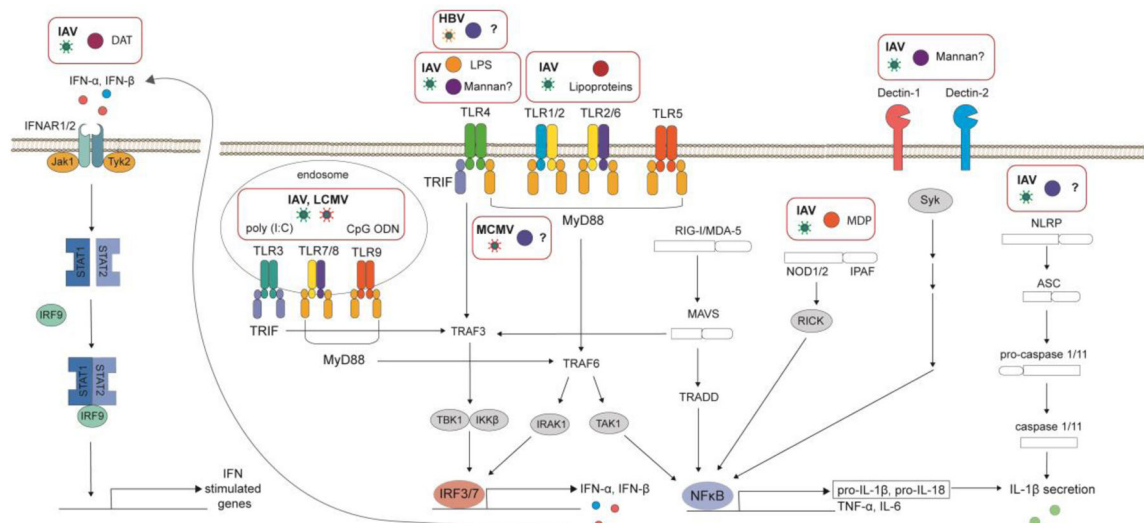 IAV
DAT
IFN-α, IFN-β
IFNAR1/2
Jak1
Tyk2
STAT1
STAT2
IRF9
STAT1
STAT2
IRF9
IFN
stimulated
genes
HBV
?
IAV
LPS
Mannan?
IAV
Lipoproteins
TLR4
TLR1/2
TLR2/6
TLR5
TRIF
MyD88
endosome
IAV, LCMV
poly (I:C)
CpG ODN
TLR3
TLR7/8
TLR9
TRIF
MyD88
MCMV
?
TRAF3
TRAF6
TBK1
IKKβ
IRAK1
TAK1
IRF3/7
IFN-α, IFN-β
RIG-I/MDA-5
MAVS
TRADD
NFκB
IAV
MDP
NOD1/2
IPAF
RICK
IAV
Mannan?
Dectin-1
Dectin-2
Syk
pro-IL-1β, pro-IL-18
TNF-α, IL-6
IAV
?
NLRP
ASC
pro-caspase 1/11
caspase 1/11
IL-1β secretion